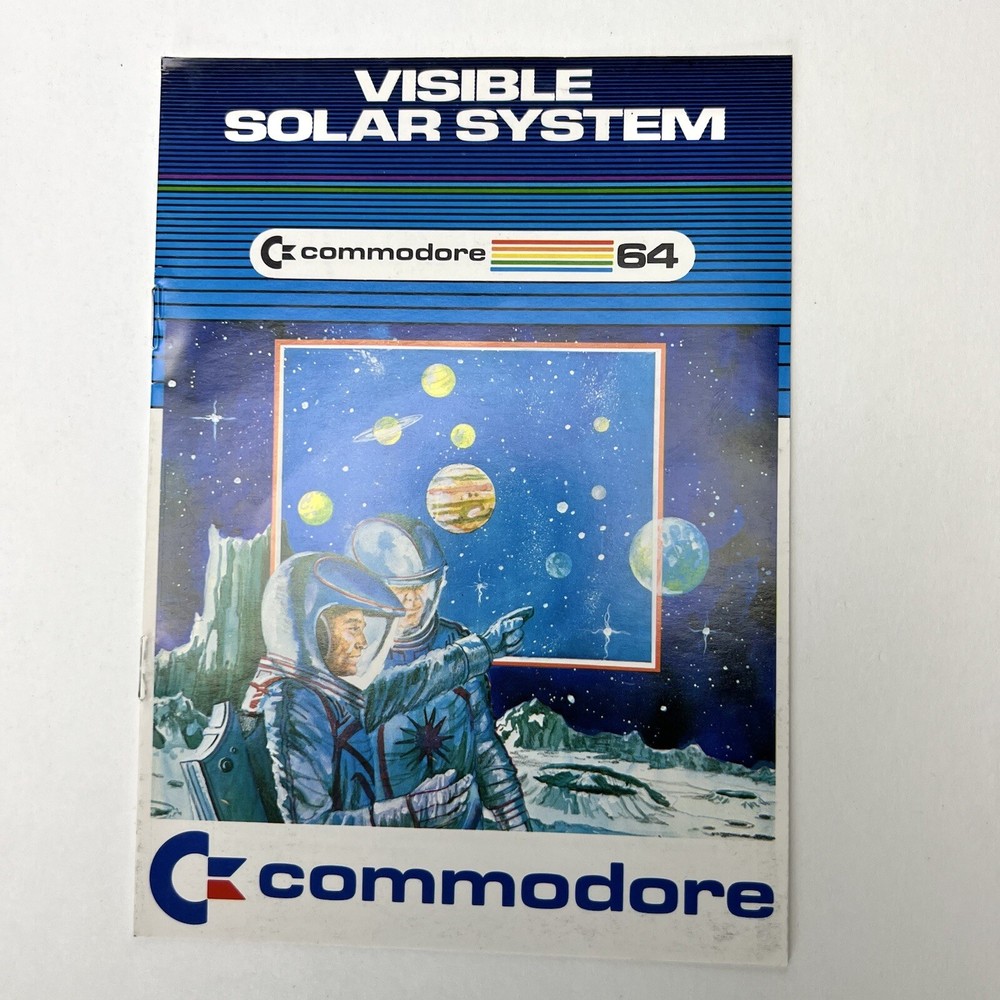 VISIBLE
SOLAR SYSTEM
commodore 64
commodore